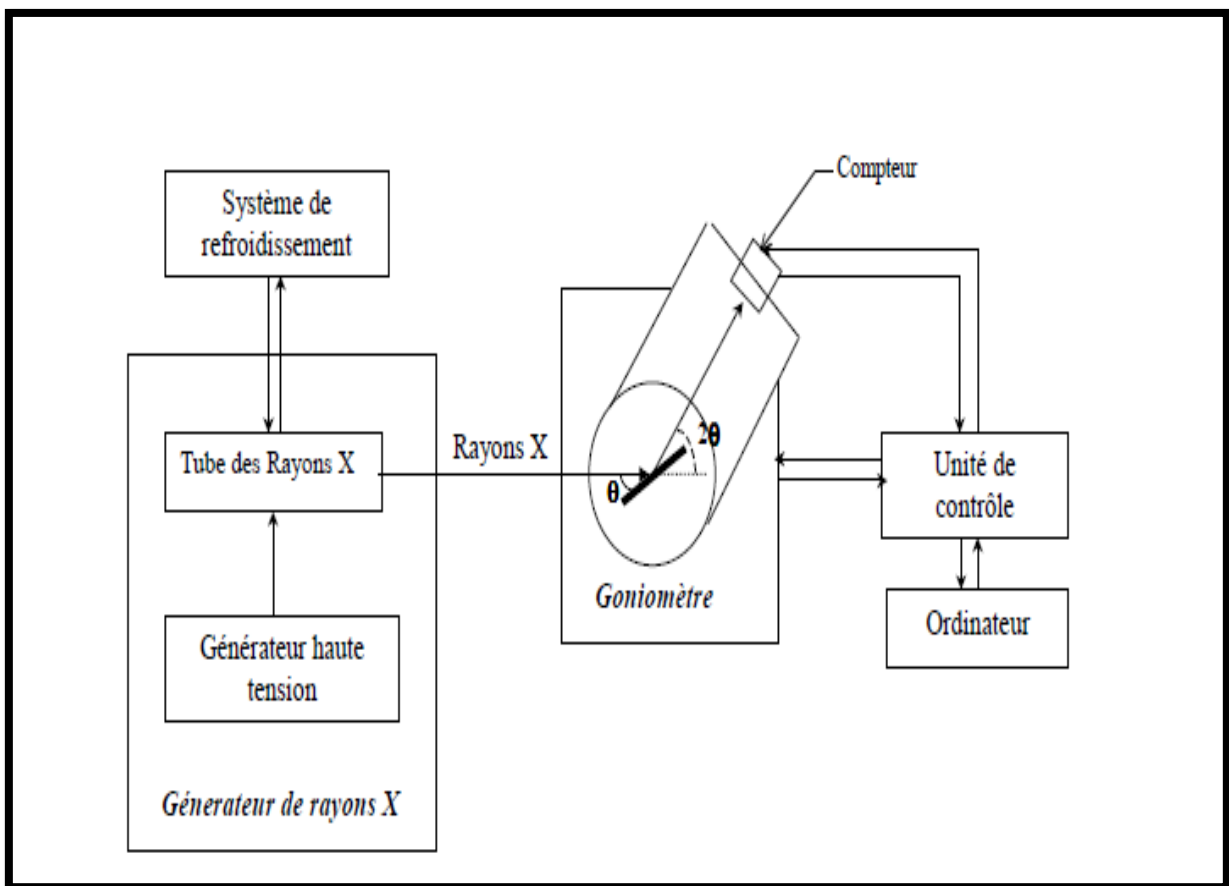 Compteur
Système de
refroidissement
Tube des Rayons X
Rayons X
θ
2θ
Unité de
contrôle
Goniomètre
Ordinateur
Générateur haute
tension
Génerateur de rayons X